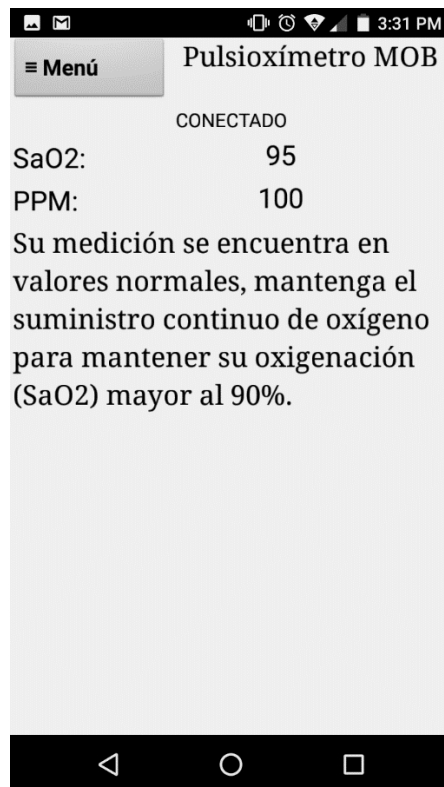 3:31 PM
≡ Menú
Pulsioxímetro MOB
CONECTADO
SaO2: 95
PPM: 100
Su medición se encuentra en
valores normales, mantenga el
suministro continuo de oxígeno
para mantener su oxigenación
(SaO2) mayor al 90%.